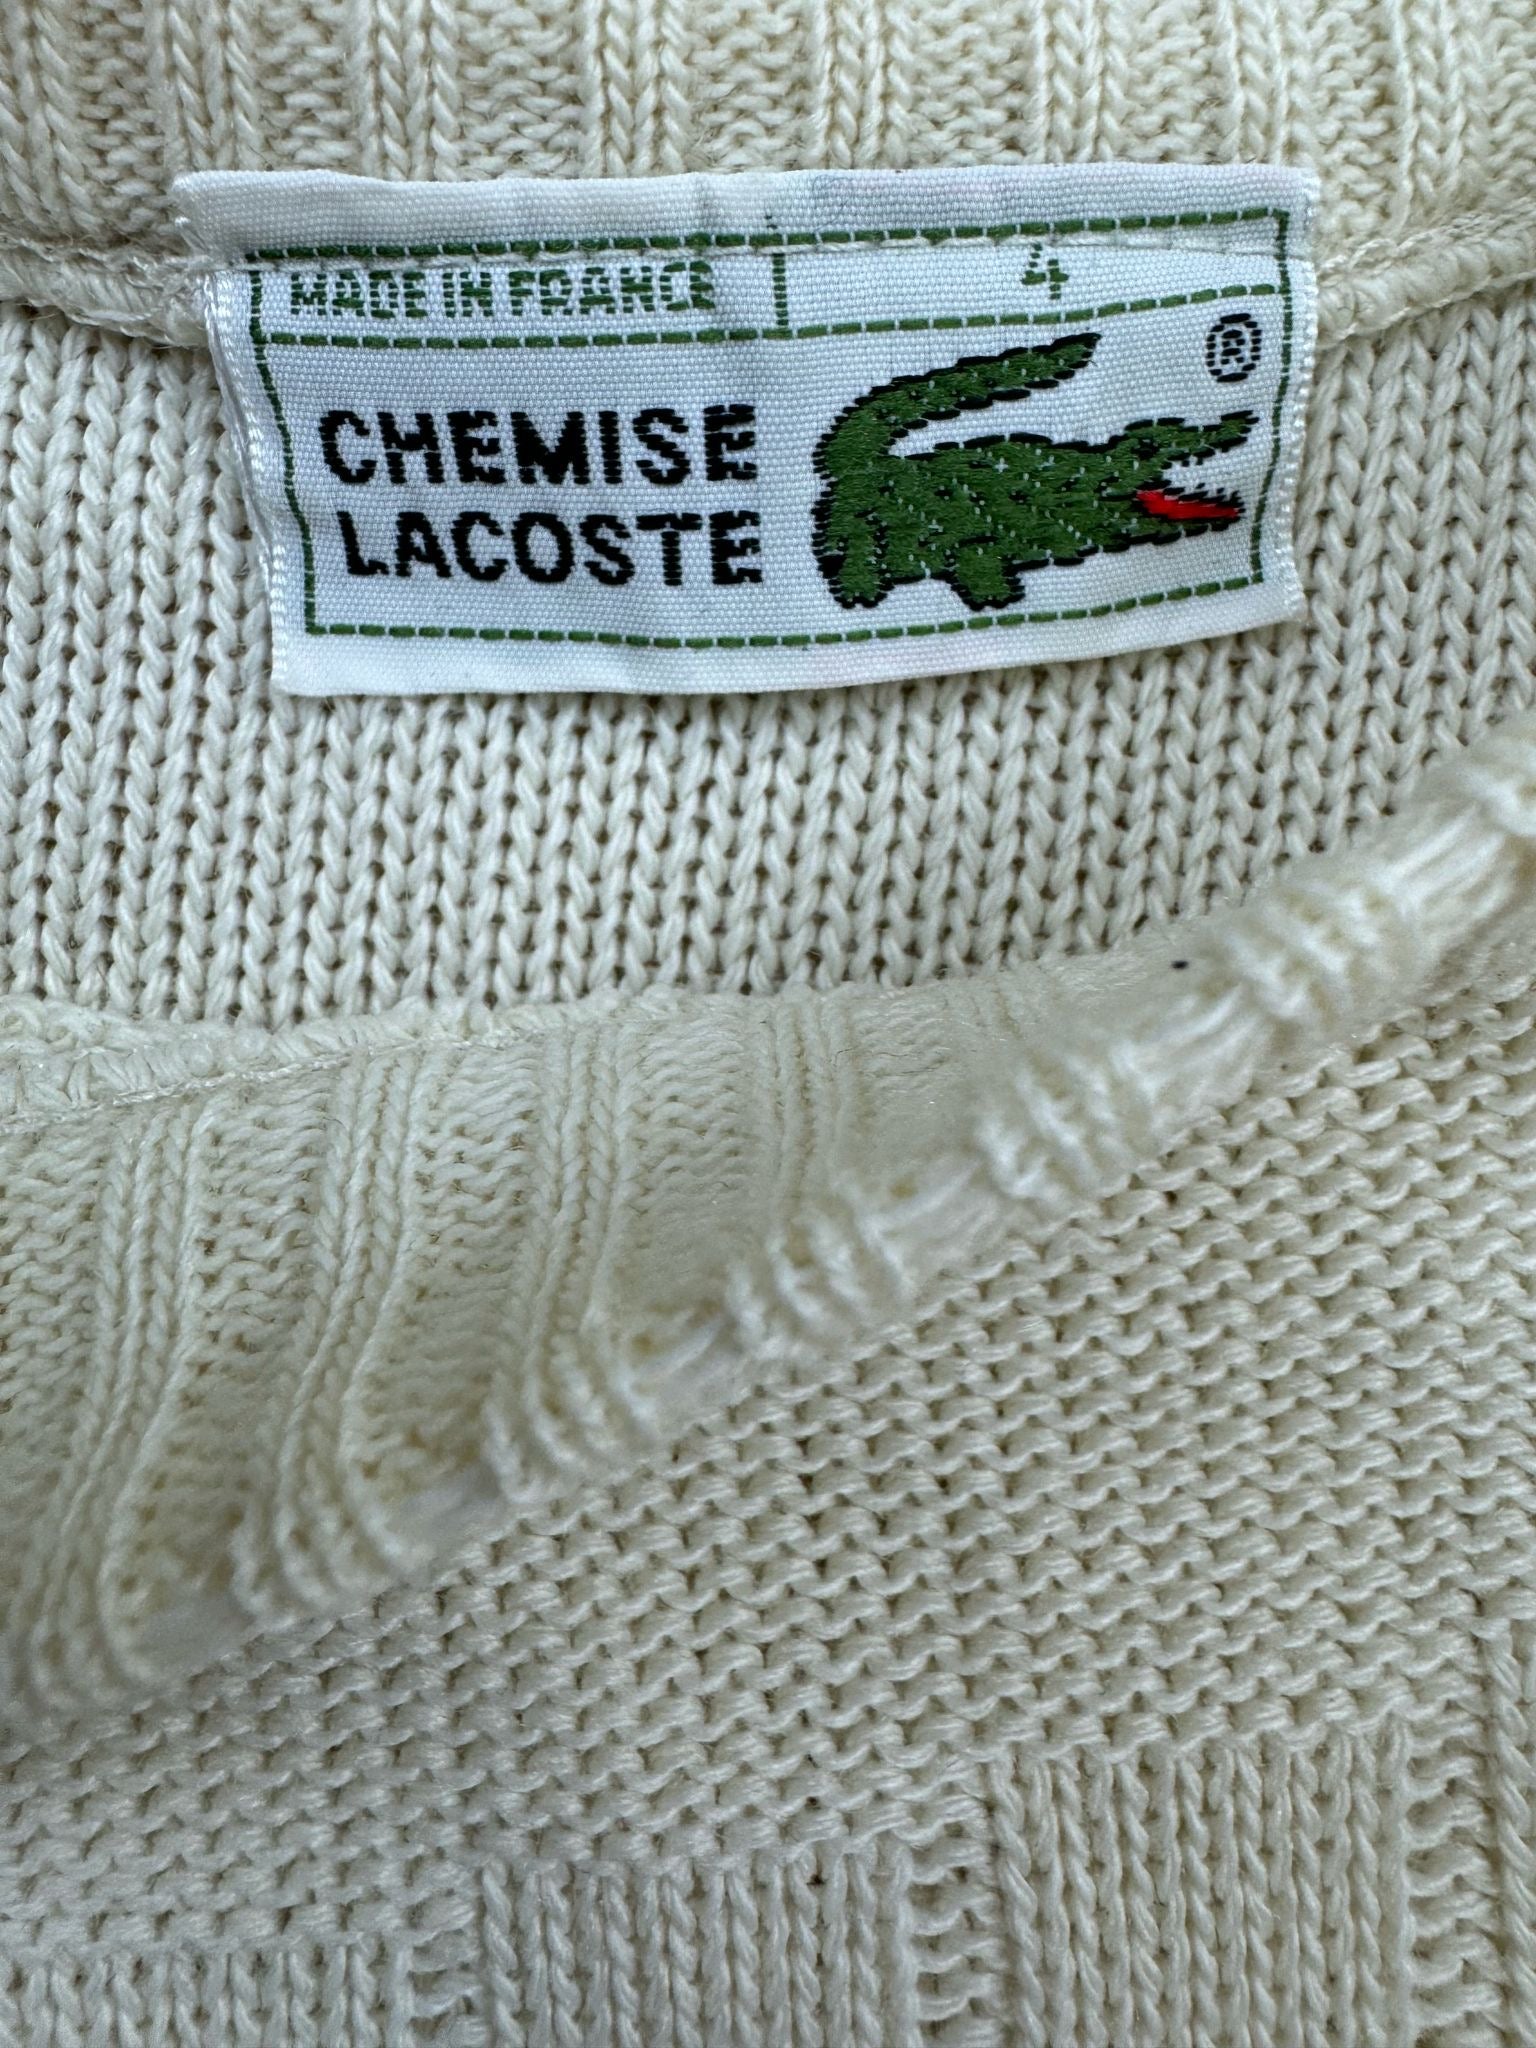 MADE IN FRANCE 4
®
CHEMISE
LACOSTE